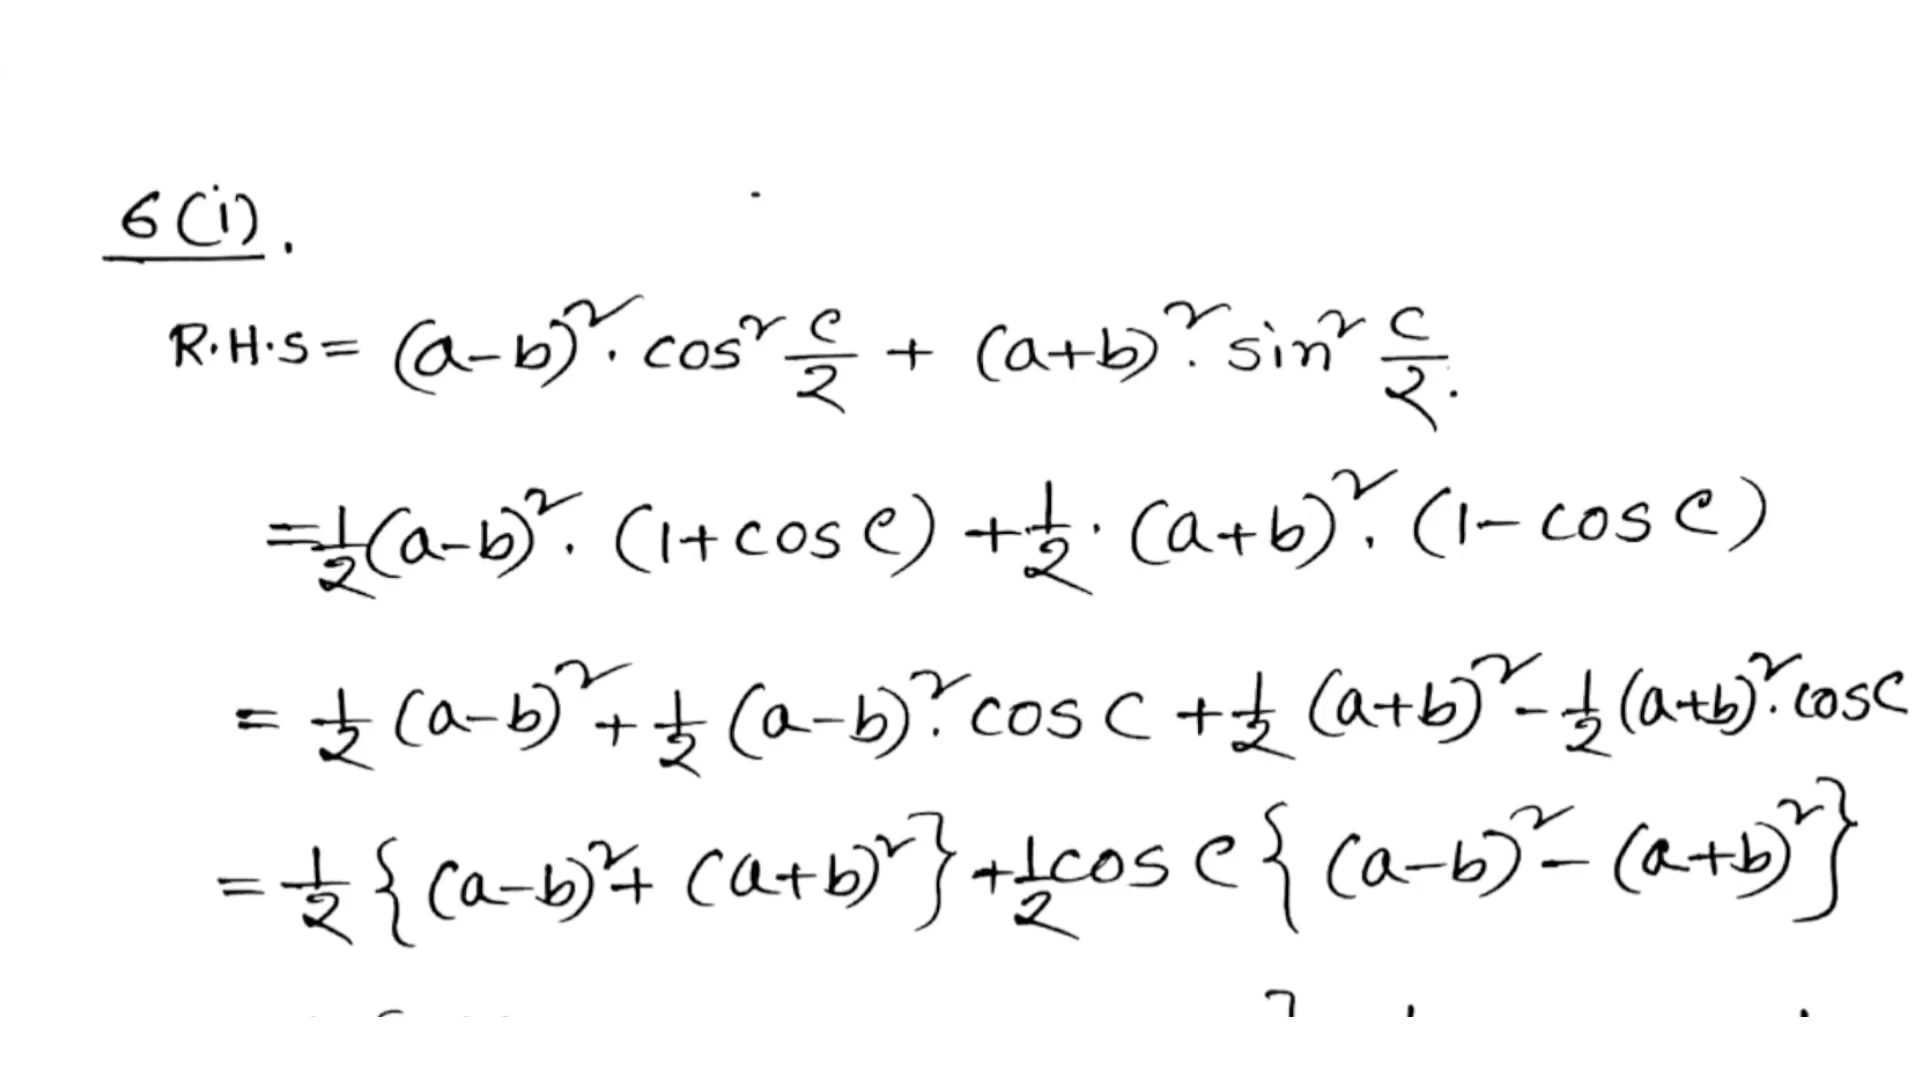 6(i).
R.H.S = (a-b)². cos² C/2 + (a+b)². sin² C/2.
= 1/2 (a-b)². (1+cos C) + 1/2 . (a+b)². (1- cos C)
= 1/2 (a-b)² + 1/2 (a-b)². cos C + 1/2 (a+b)² - 1/2 (a+b)². cos C
= 1/2 { (a-b)² + (a+b)² } + 1/2 cos C { (a-b)² - (a+b)² }